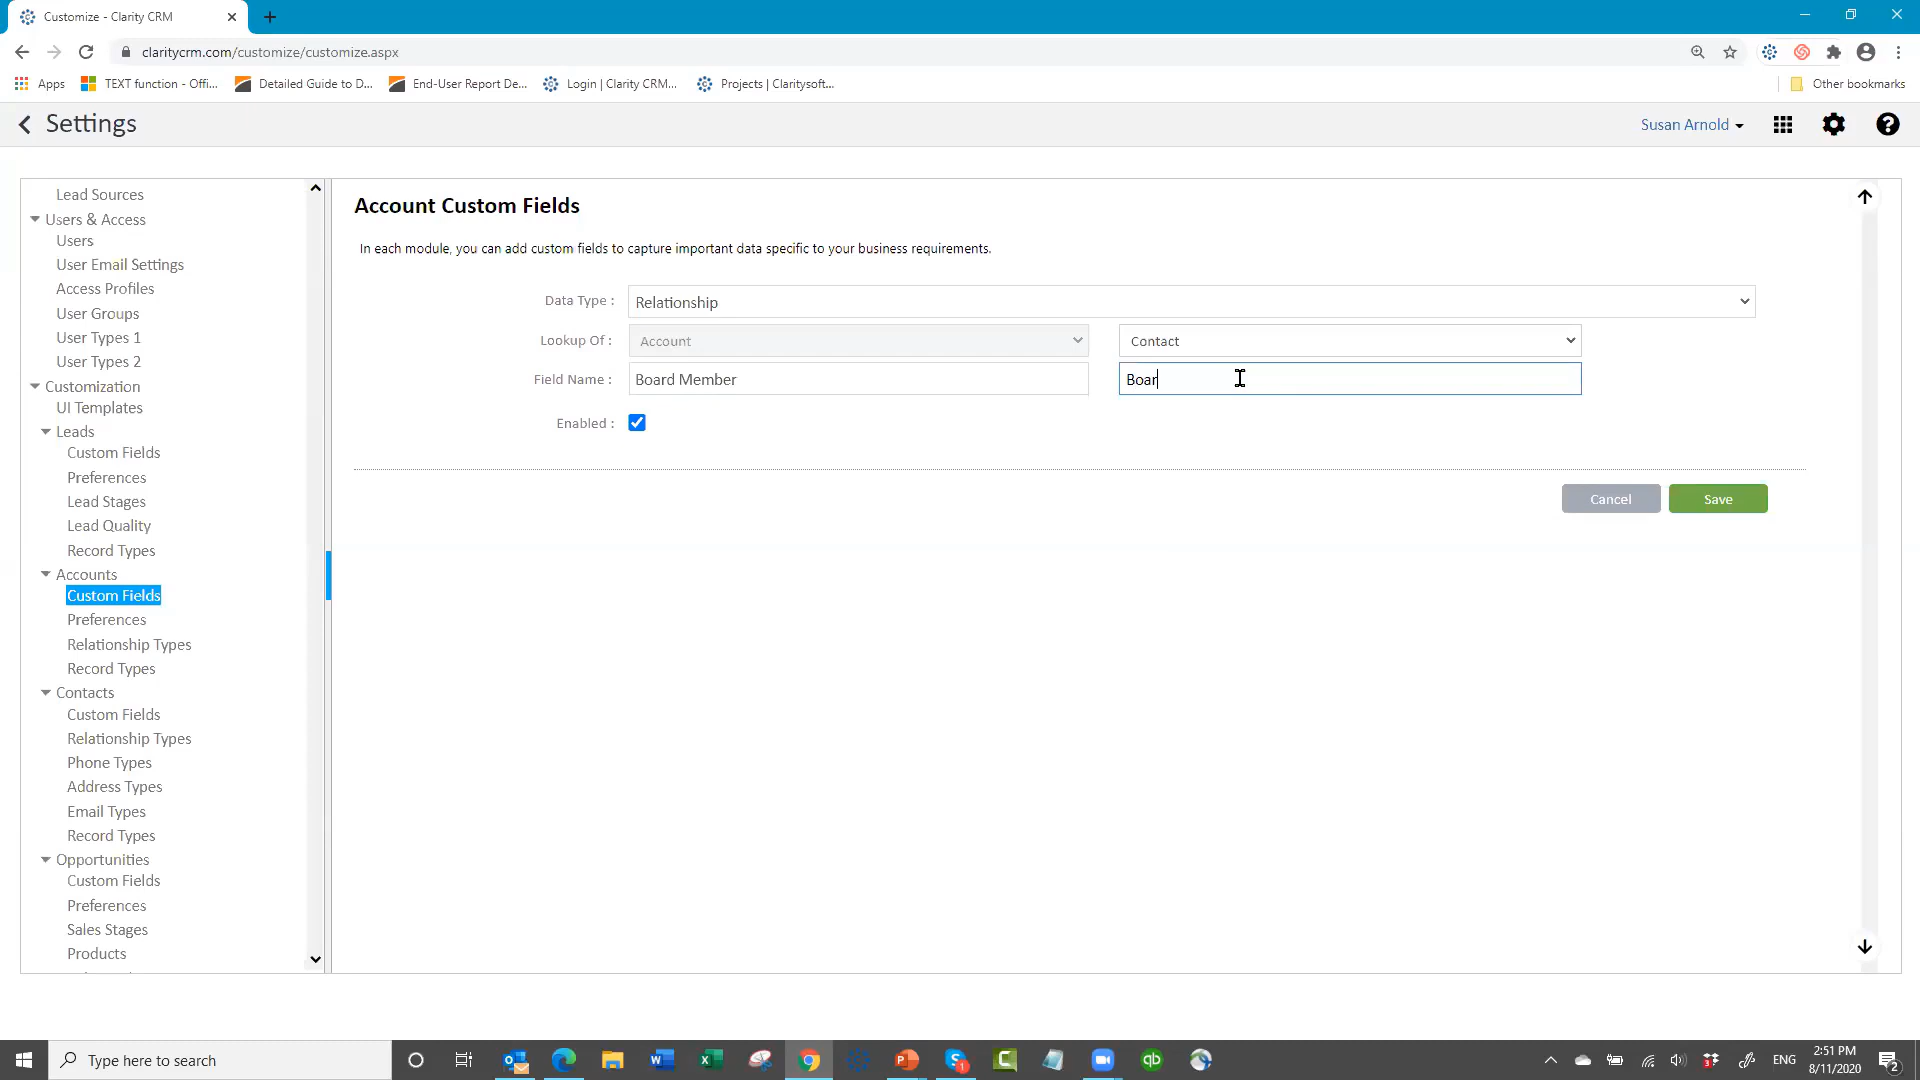 Customize - Clarity CRM
claritycrm.com/customize/customize.aspx
Apps
TEXT function - Offi...
Detailed Guide to D...
End-User Report De...
Login | Clarity CRM...
Projects | Claritysoft...
Other bookmarks
Settings
Susan Arnold
Lead Sources
Users & Access
Users
User Email Settings
Access Profiles
User Groups
User Types 1
User Types 2
Customization
UI Templates
Leads
Custom Fields
Preferences
Lead Stages
Lead Quality
Record Types
Accounts
Custom Fields
Preferences
Relationship Types
Record Types
Contacts
Custom Fields
Relationship Types
Phone Types
Address Types
Email Types
Record Types
Opportunities
Custom Fields
Preferences
Sales Stages
Products
Account Custom Fields
In each module, you can add custom fields to capture important data specific to your business requirements.
Data Type : Relationship
Lookup Of : Account Contact
Field Name : Board Member Boar
Enabled :
Cancel Save
Type here to search
ENG
2:51 PM
8/11/2020
2